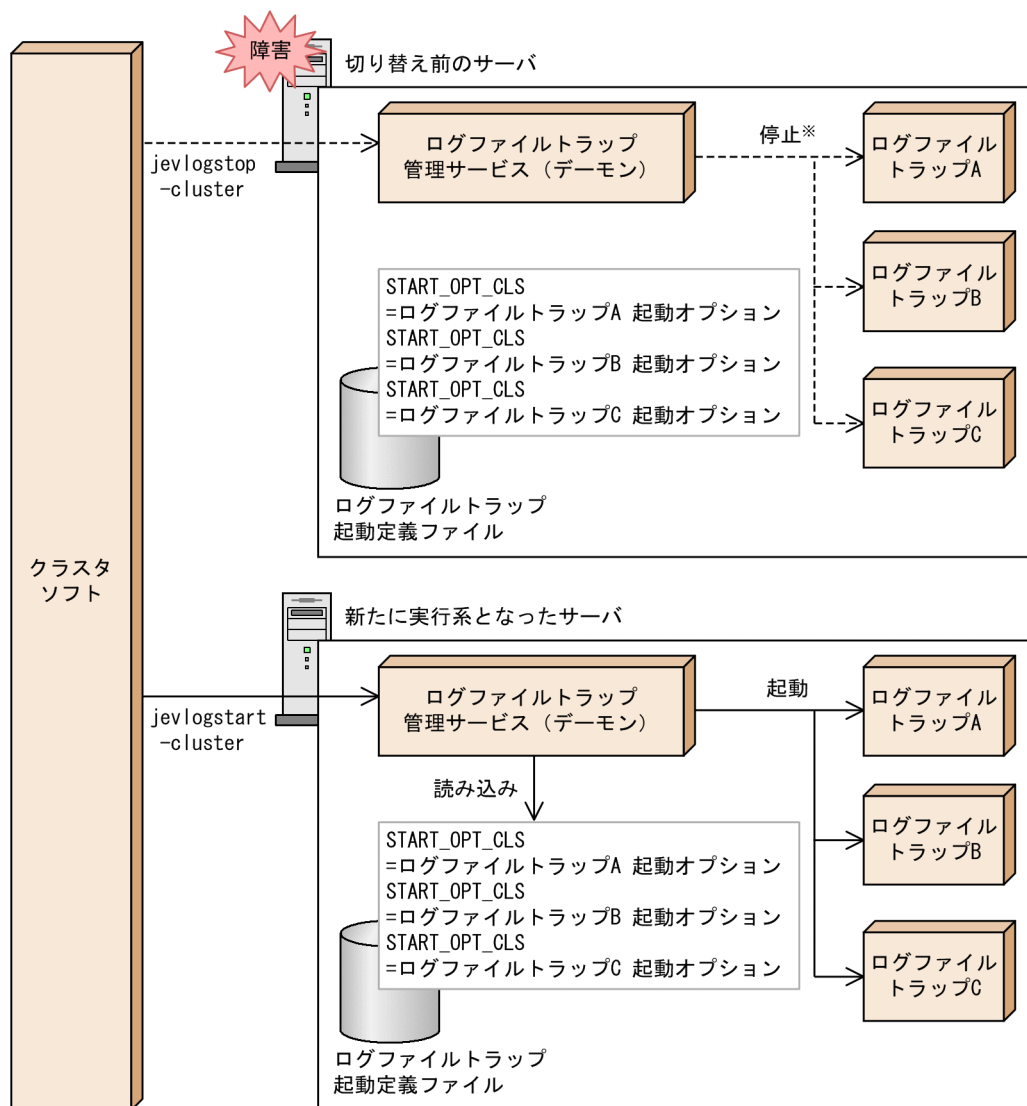 障害
切り替え前のサーバ
jevlogstop
-cluster
ログファイルトラップ
管理サービス（デーモン）
停止※
ログファイル
トラップA
ログファイル
トラップB
ログファイル
トラップC
START_OPT_CLS
=ログファイルトラップA 起動オプション
START_OPT_CLS
=ログファイルトラップB 起動オプション
START_OPT_CLS
=ログファイルトラップC 起動オプション
ログファイルトラップ
起動定義ファイル
クラスタ
ソフト
新たに実行系となったサーバ
jevlogstart
-cluster
ログファイルトラップ
管理サービス（デーモン）
起動
ログファイル
トラップA
読み込み
ログファイル
トラップB
ログファイル
トラップC
START_OPT_CLS
=ログファイルトラップA 起動オプション
START_OPT_CLS
=ログファイルトラップB 起動オプション
START_OPT_CLS
=ログファイルトラップC 起動オプション
ログファイルトラップ
起動定義ファイル